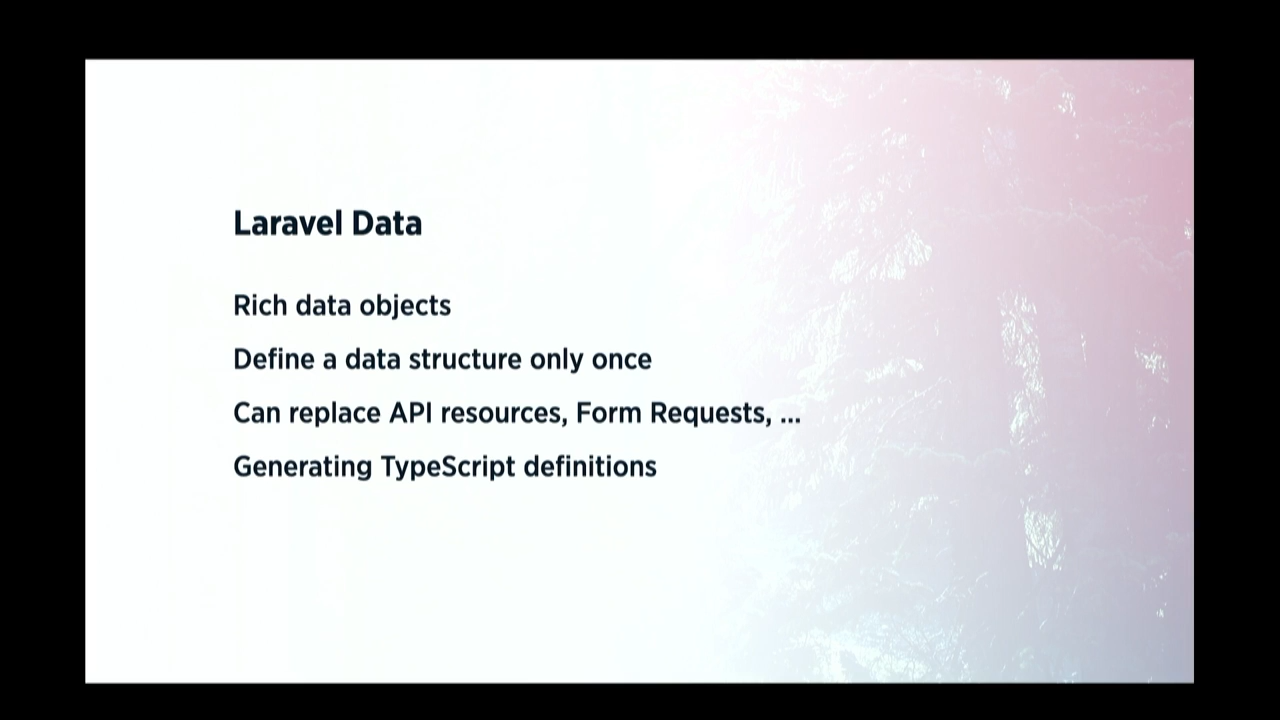 Laravel Data
Rich data objects
Define a data structure only once
Can replace API resources, Form Requests, ...
Generating TypeScript definitions